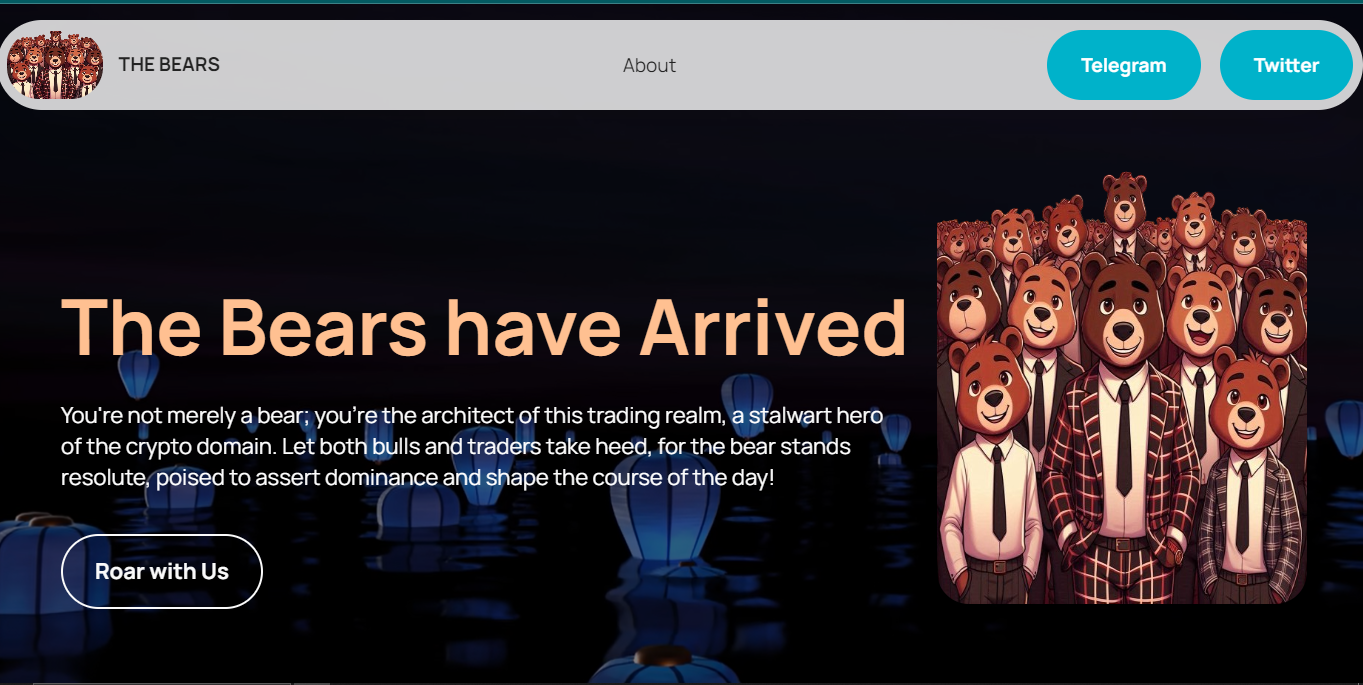 THE BEARS
About
Telegram
Twitter
The Bears have Arrived
You're not merely a bear; you're the architect of this trading realm, a stalwart hero
of the crypto domain. Let both bulls and traders take heed, for the bear stands
resolute, poised to assert dominance and shape the course of the day!
Roar with Us